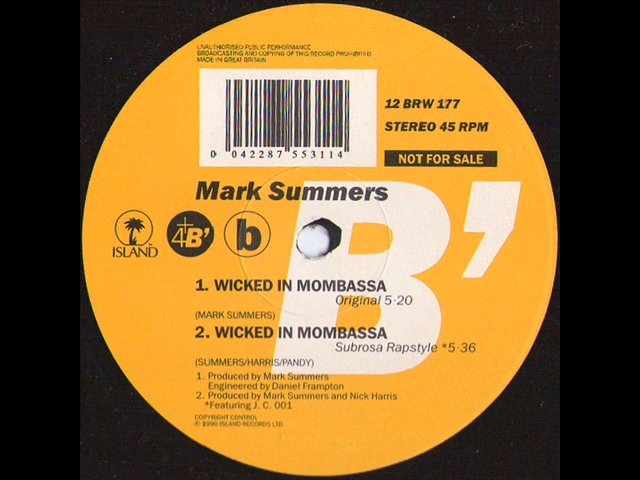 UNAUTHORISED PUBLIC PERFORMANCE
BROADCASTING AND COPYING OF THIS RECORD PROHIBITED.
MADE IN GREAT BRITAIN
0 042287 553114
12 BRW 177
STEREO 45 RPM
NOT FOR SALE
Mark Summers
B'
ISLAND
4B'
b
1. WICKED IN MOMBASSA
Original 5·20
(MARK SUMMERS)
2. WICKED IN MOMBASSA
Subrosa Rapstyle *5·36
(SUMMERS/HARRIS/PANDY)
1. Produced by Mark Summers
Engineered by Daniel Frampton
2. Produced by Mark Summers and Nick Harris
*Featuring J. C. 001
COPYRIGHT CONTROL
℗ 1990 ISLAND RECORDS LTD.